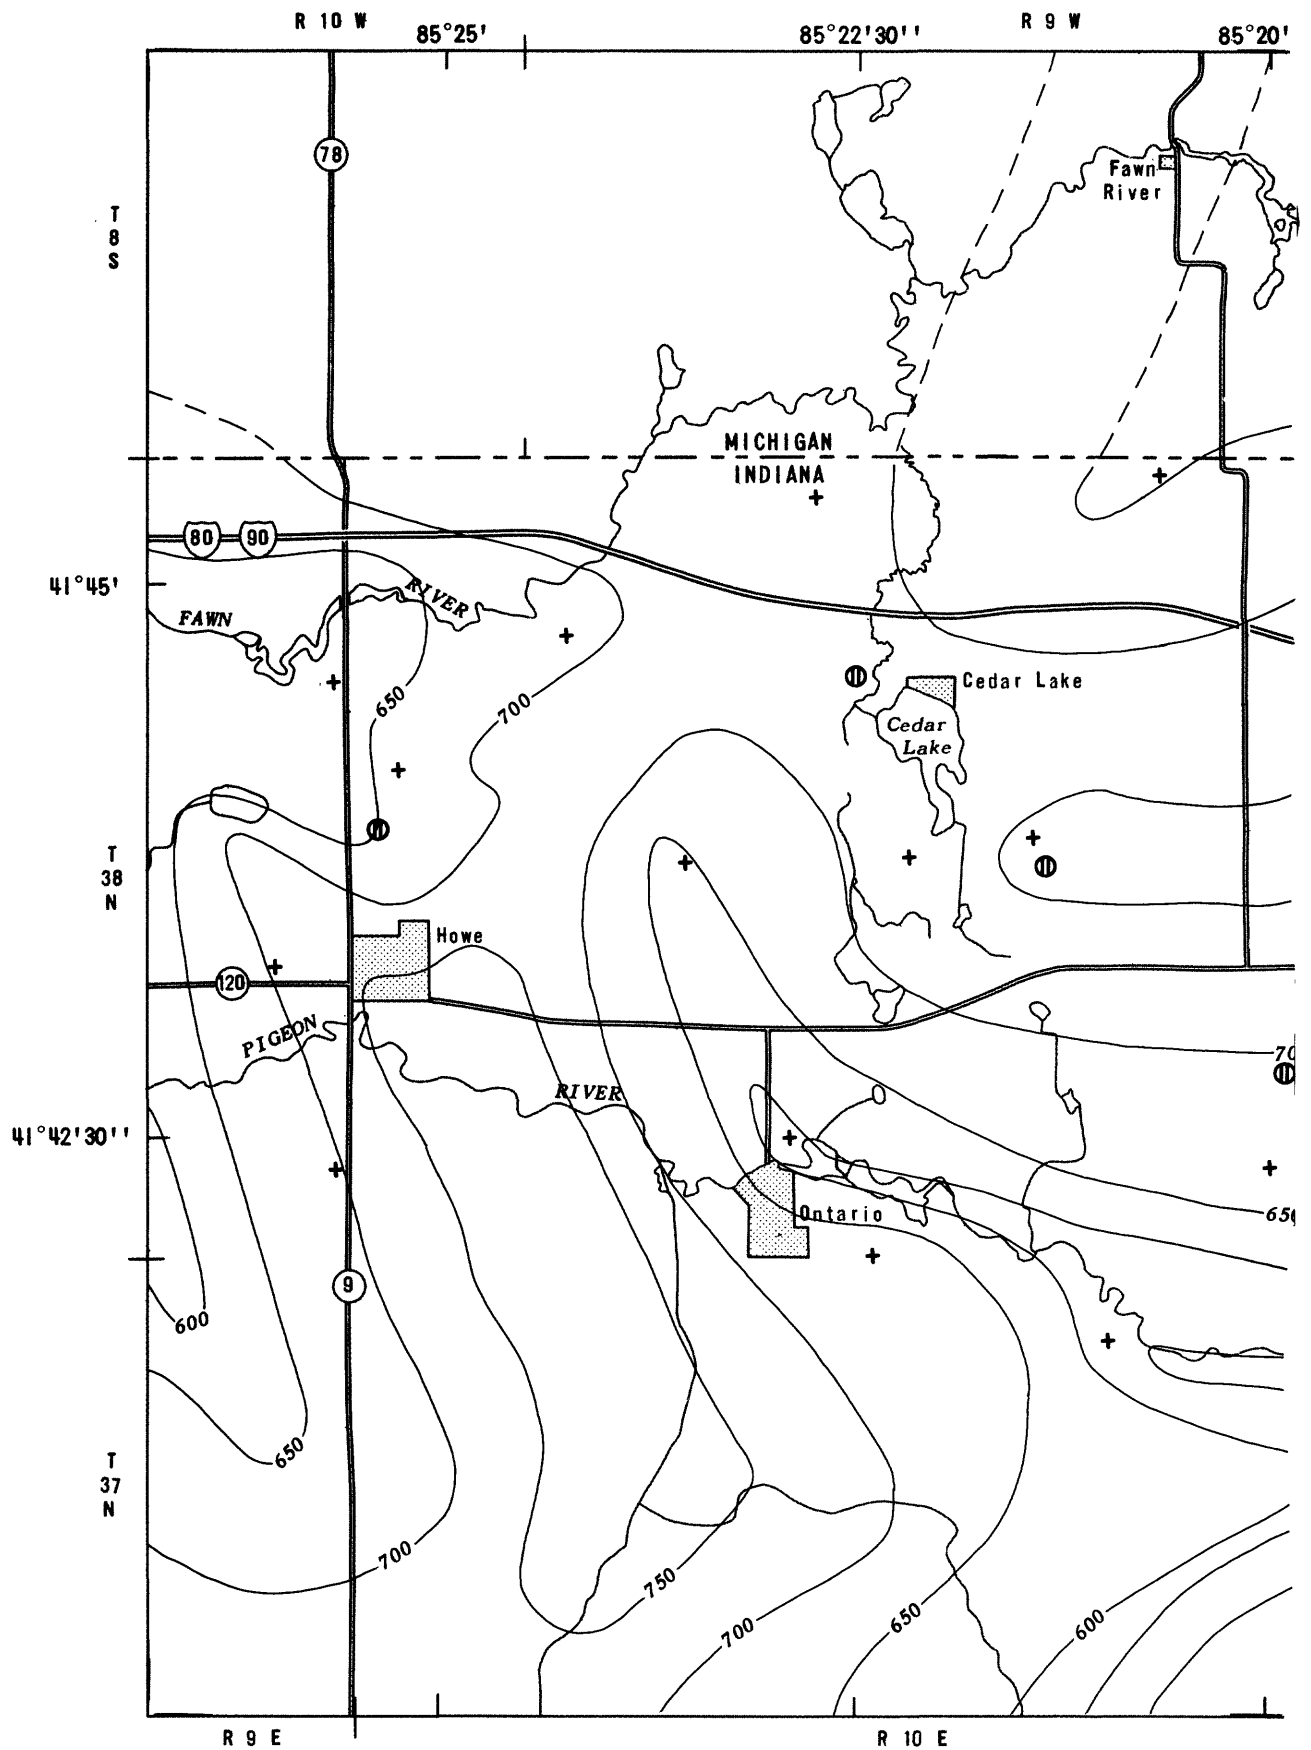 R 10 W
R 9 W
85°25'
85°22'30''
85°20'
78
Fawn
River
T
8
S
MICHIGAN
INDIANA
80
90
41°45'
RIVER
FAWN
650
700
Cedar Lake
Cedar
Lake
T
38
N
Howe
120
PIGEON
70
RIVER
41°42'30''
650
Ontario
9
600
650
T
37
N
700
750
700
650
600
R 9 E
R 10 E